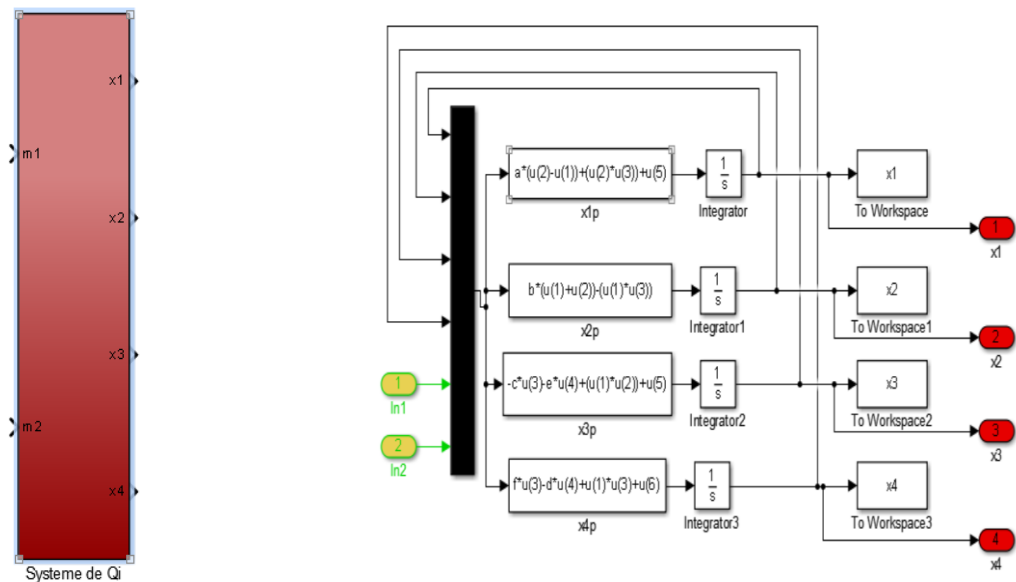 x1
m1
x2
x3
m2
x4
Systeme de Qi
a*(u(2)-u(1))+(u(2)*u(3))+u(5)
x1p
1
s
Integrator
x1
To Workspace
1
x1
b*(u(1)+u(2))-(u(1)*u(3))
x2p
1
s
Integrator1
x2
To Workspace1
2
x2
1
In1
-c*u(3)-e*u(4)+(u(1)*u(2))+u(5)
x3p
1
s
Integrator2
x3
To Workspace2
3
x3
2
In2
f*u(3)-d*u(4)+u(1)*u(3)+u(6)
x4p
1
s
Integrator3
x4
To Workspace3
4
x4